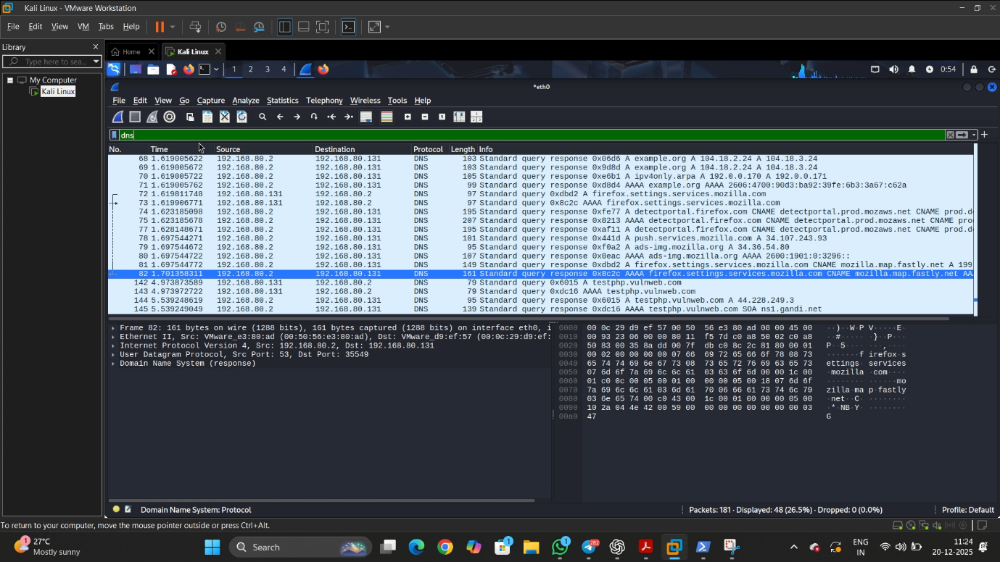 Kali Linux - VMware Workstation
File Edit View VM Tabs Help
Library
Type here to sea...
My Computer
Kali Linux
Home
Kali Linux
1 2 3 4
0:54
*eth0
File Edit View Go Capture Analyze Statistics Telephony Wireless Tools Help
dns
No. Time Source Destination Protocol Length Info
68 1.619005622 192.168.80.2 192.168.80.131 DNS 103 Standard query response 0x06d6 A example.org A 104.18.2.24 A 104.18.3.24
69 1.619005672 192.168.80.2 192.168.80.131 DNS 103 Standard query response 0x9d8d A example.org A 104.18.2.24 A 104.18.3.24
70 1.619005722 192.168.80.2 192.168.80.131 DNS 105 Standard query response 0xe6b1 A ipv4only.arpa A 192.0.0.170 A 192.0.0.171
71 1.619005762 192.168.80.2 192.168.80.131 DNS 99 Standard query response 0xd8d4 AAAA example.org AAAA 2606:4700:90d3:ba92:39fe:6b3:3a67:c62a
72 1.619811748 192.168.80.131 192.168.80.2 DNS 97 Standard query 0xdbd2 A firefox.settings.services.mozilla.com
73 1.619906771 192.168.80.131 192.168.80.2 DNS 97 Standard query 0x8c2c AAAA firefox.settings.services.mozilla.com
74 1.623185098 192.168.80.2 192.168.80.131 DNS 195 Standard query response 0xfe77 A detectportal.firefox.com CNAME detectportal.prod.mozaws.net CNAME prod.d
75 1.623185678 192.168.80.2 192.168.80.131 DNS 207 Standard query response 0x8213 AAAA detectportal.firefox.com CNAME detectportal.prod.mozaws.net CNAME pro
77 1.628148671 192.168.80.2 192.168.80.131 DNS 195 Standard query response 0xaf11 A detectportal.firefox.com CNAME detectportal.prod.mozaws.net CNAME prod.d
78 1.697544271 192.168.80.2 192.168.80.131 DNS 101 Standard query response 0x441d A push.services.mozilla.com A 34.107.243.93
79 1.697544672 192.168.80.2 192.168.80.131 DNS 95 Standard query response 0xf0a2 A ads-img.mozilla.org A 34.36.54.80
80 1.697544722 192.168.80.2 192.168.80.131 DNS 107 Standard query response 0x0eac AAAA ads-img.mozilla.org AAAA 2600:1901:0:3296::
81 1.697544772 192.168.80.2 192.168.80.131 DNS 149 Standard query response 0xdbd2 A firefox.settings.services.mozilla.com CNAME mozilla.map.fastly.net A 199
82 1.701358311 192.168.80.2 192.168.80.131 DNS 161 Standard query response 0x8c2c AAAA firefox.settings.services.mozilla.com CNAME mozilla.map.fastly.net AA
142 4.973873589 192.168.80.131 192.168.80.2 DNS 79 Standard query 0x6015 A testphp.vulnweb.com
143 4.973972722 192.168.80.131 192.168.80.2 DNS 79 Standard query 0xdc16 AAAA testphp.vulnweb.com
144 5.539248619 192.168.80.2 192.168.80.131 DNS 95 Standard query response 0x6015 A testphp.vulnweb.com A 44.228.249.3
145 5.539249049 192.168.80.2 192.168.80.131 DNS 139 Standard query response 0xdc16 AAAA testphp.vulnweb.com SOA ns1.gandi.net
Frame 82: 161 bytes on wire (1288 bits), 161 bytes captured (1288 bits) on interface eth0, i
Ethernet II, Src: VMware_e3:80:ad (00:50:56:e3:80:ad), Dst: VMware_d9:ef:57 (00:0c:29:d9:ef:
Internet Protocol Version 4, Src: 192.168.80.2, Dst: 192.168.80.131
User Datagram Protocol, Src Port: 53, Dst Port: 35549
Domain Name System (response)
0000 00 0c 29 d9 ef 57 00 50 56 e3 80 ad 08 00 45 00 ··)··W·P V·····E·
0010 00 93 23 06 00 00 80 11 f5 7d c0 a8 50 02 c0 a8 ··#····· ·}··P···
0020 50 83 00 35 8a dd 00 7f db c0 8c 2c 81 80 00 01 P··5···· ···,····
0030 00 02 00 00 00 00 07 66 69 72 65 66 6f 78 08 73 ·······f irefox·s
0040 65 74 74 69 6e 67 73 08 73 65 72 76 69 63 65 73 ettings· services
0050 07 6d 6f 7a 69 6c 6c 61 03 63 6f 6d 00 00 1c 00 ·mozilla ·com····
0060 01 c0 0c 00 05 00 01 00 00 00 05 00 18 07 6d 6f ········ ······mo
0070 7a 69 6c 6c 61 03 6d 61 70 06 66 61 73 74 6c 79 zilla·ma p·fastly
0080 03 6e 65 74 00 c0 43 00 1c 00 01 00 00 00 05 00 ·net··C· ········
0090 10 2a 04 4e 42 00 59 00 00 00 00 00 00 00 00 03 ·*·NB·Y· ········
00a0 47 G
Domain Name System: Protocol
Packets: 181 · Displayed: 48 (26.5%) · Dropped: 0 (0.0%)
Profile: Default
To return to your computer, move the mouse pointer outside or press Ctrl+Alt.
1
27°C
Mostly sunny
Search
1
1
282
ENG
IN
11:24
20-12-2025